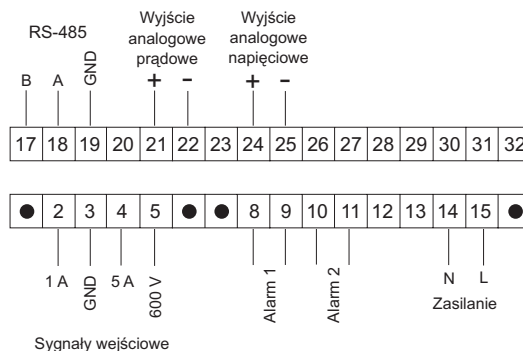 RS-485
Wyjście
analogowe
prądowe
Wyjście
analogowe
napięciowe
B A GND + - + -
17 18 19 20 21 22 23 24 25 26 27 28 29 30 31 32
2 3 4 5 8 9 10 11 12 13 14 15
1 A GND 5 A 600 V Alarm 1 Alarm 2 N L
Zasilanie
Sygnały wejściowe